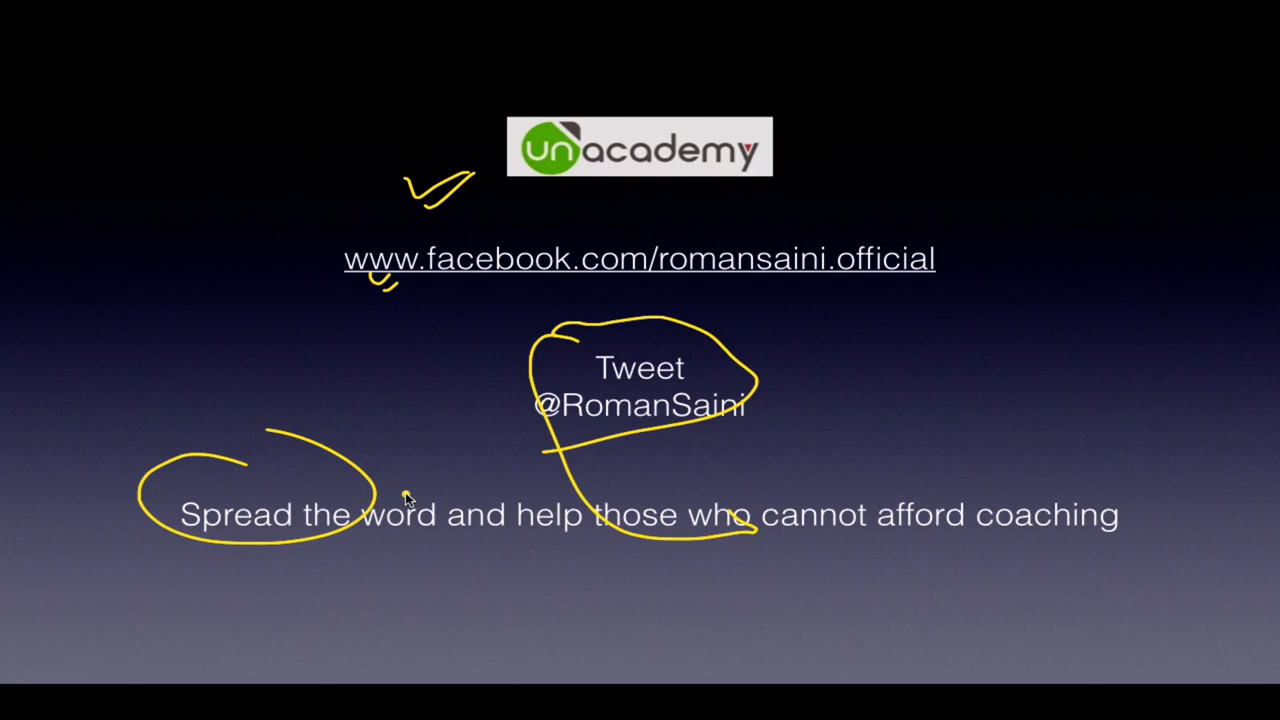 unacademy
www.facebook.com/romansaini.official
Tweet
@RomanSaini
Spread the word and help those who cannot afford coaching